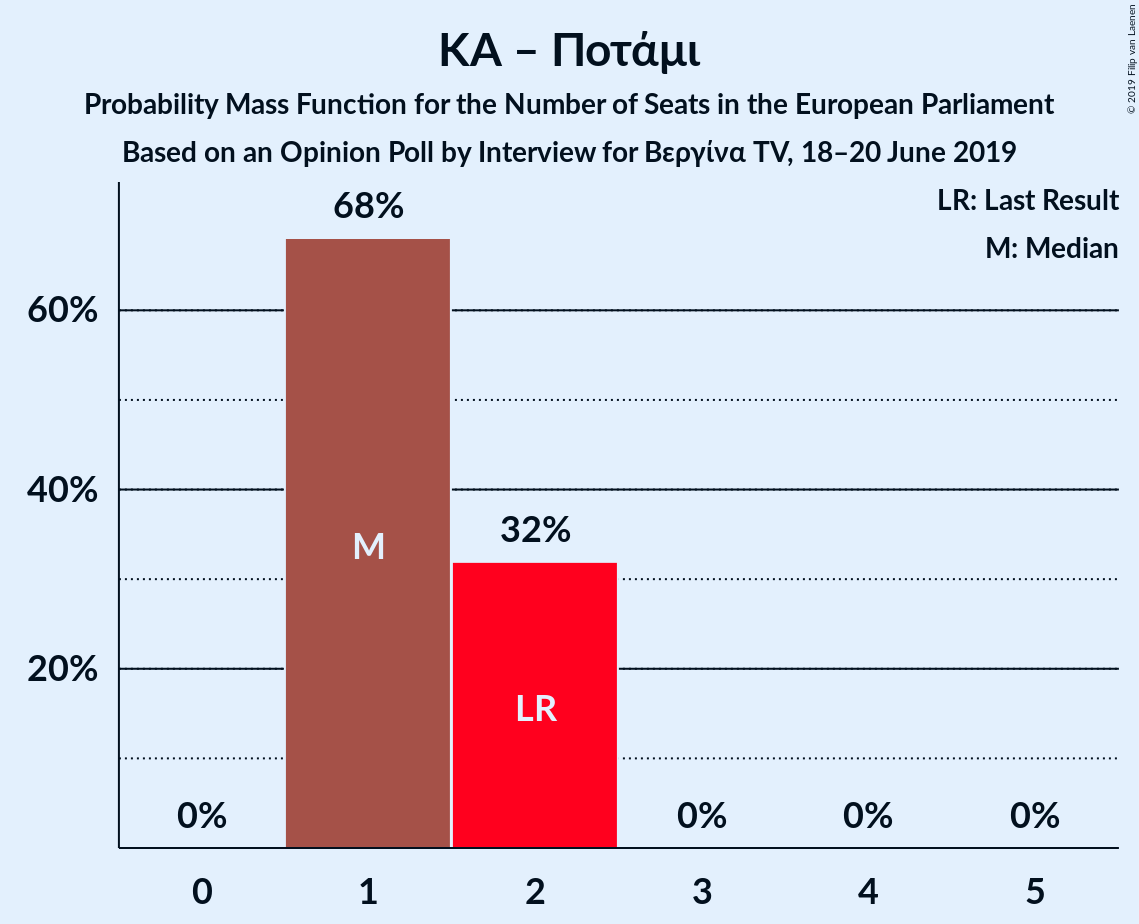 ΚΑ – Ποτάμι
Probability Mass Function for the Number of Seats in the European Parliament
Based on an Opinion Poll by Interview for Βεργίνα TV, 18–20 June 2019
© 2019 Filip van Laenen
LR: Last Result
M: Median
68%
60%
40%
32%
20%
M
LR
0%
0%
0%
0%
0
1
2
3
4
5